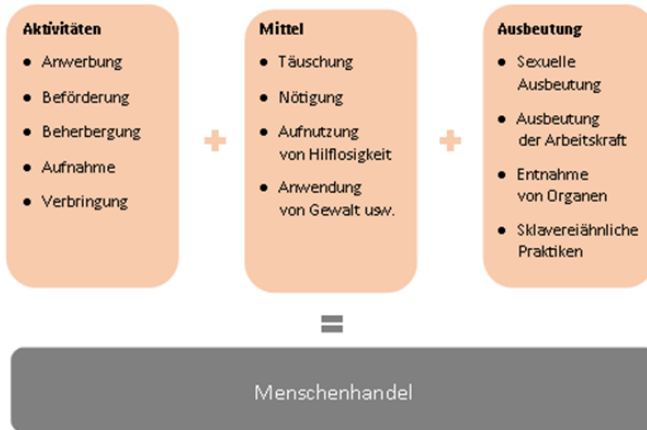 Aktivitäten
• Anwerbung
• Beförderung
• Beherbergung
• Aufnahme
• Verbringung
+
Mittel
• Täuschung
• Nötigung
• Aufnutzung
von Hilflosigkeit
• Anwendung
von Gewalt usw.
+
Ausbeutung
• Sexuelle
Ausbeutung
• Ausbeutung
der Arbeitskraft
• Entnahme
von Organen
• Sklavereiähnliche
Praktiken
=
Menschenhandel